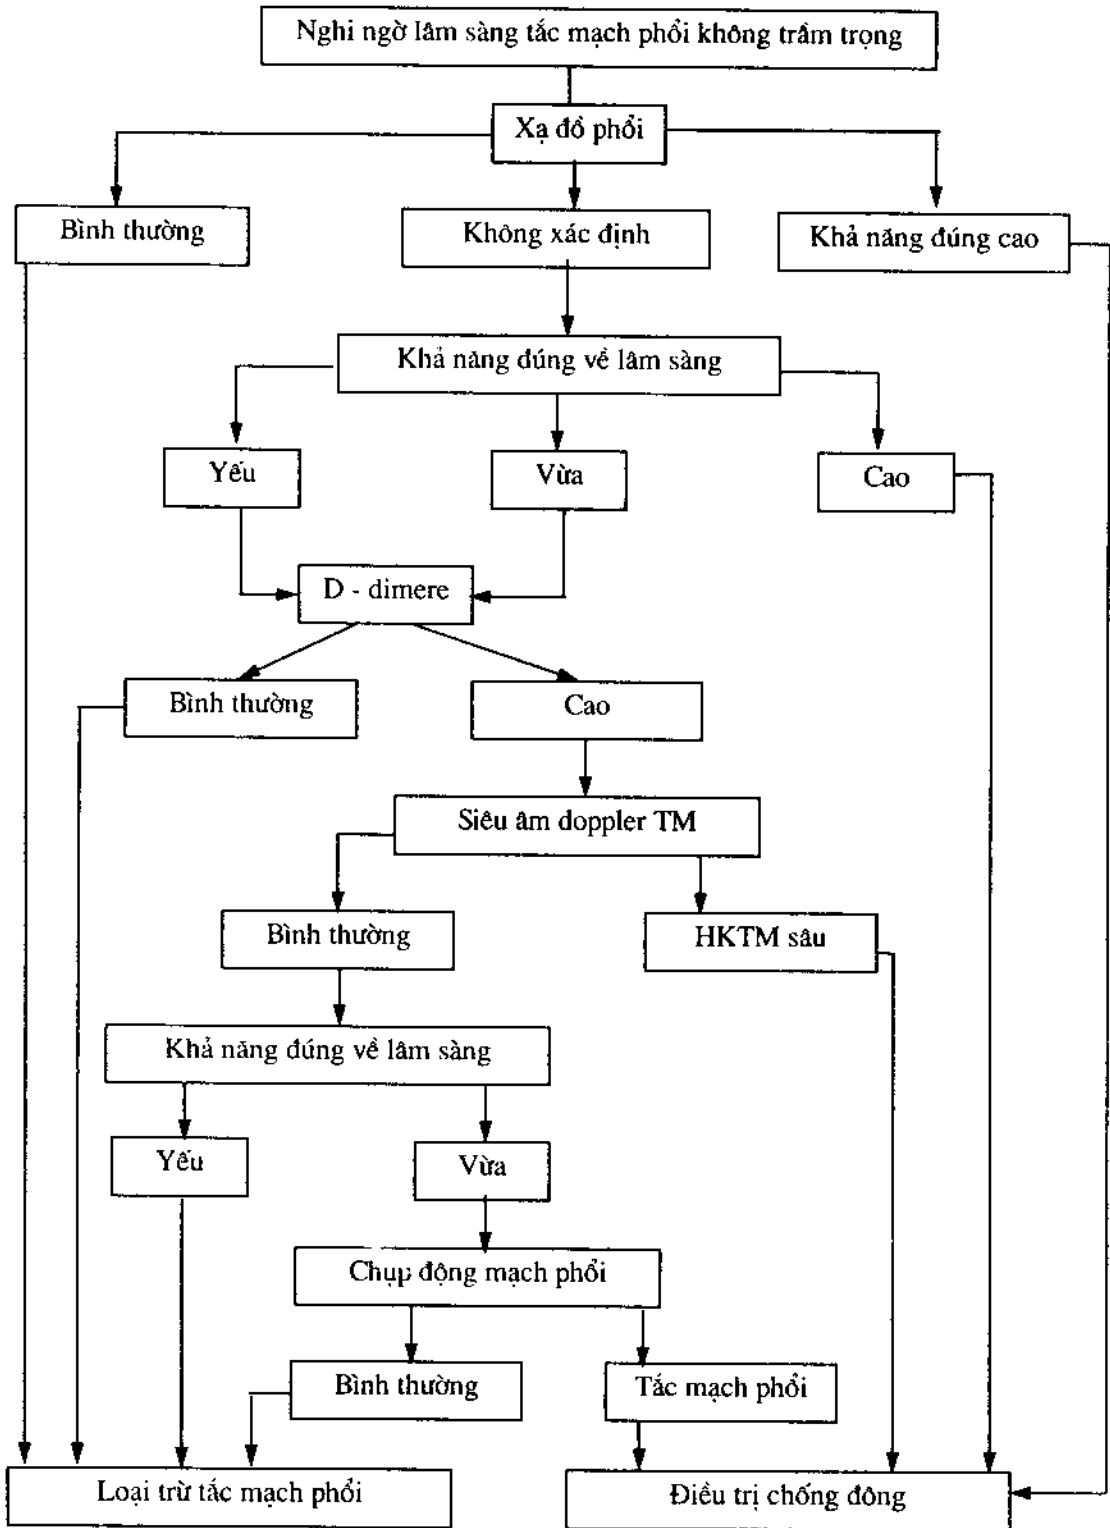 Nghi ngờ lâm sàng tắc mạch phổi không trầm trọng
Xạ đồ phổi
Bình thường
Không xác định
Khả năng đúng cao
Khả năng đúng về lâm sàng
Yếu
Vừa
Cao
D - dimere
Bình thường
Cao
Siêu âm doppler TM
Bình thường
HKTM sâu
Khả năng đúng về lâm sàng
Yếu
Vừa
Chụp động mạch phổi
Bình thường
Tắc mạch phổi
Loại trừ tắc mạch phổi
Điều trị chống đông